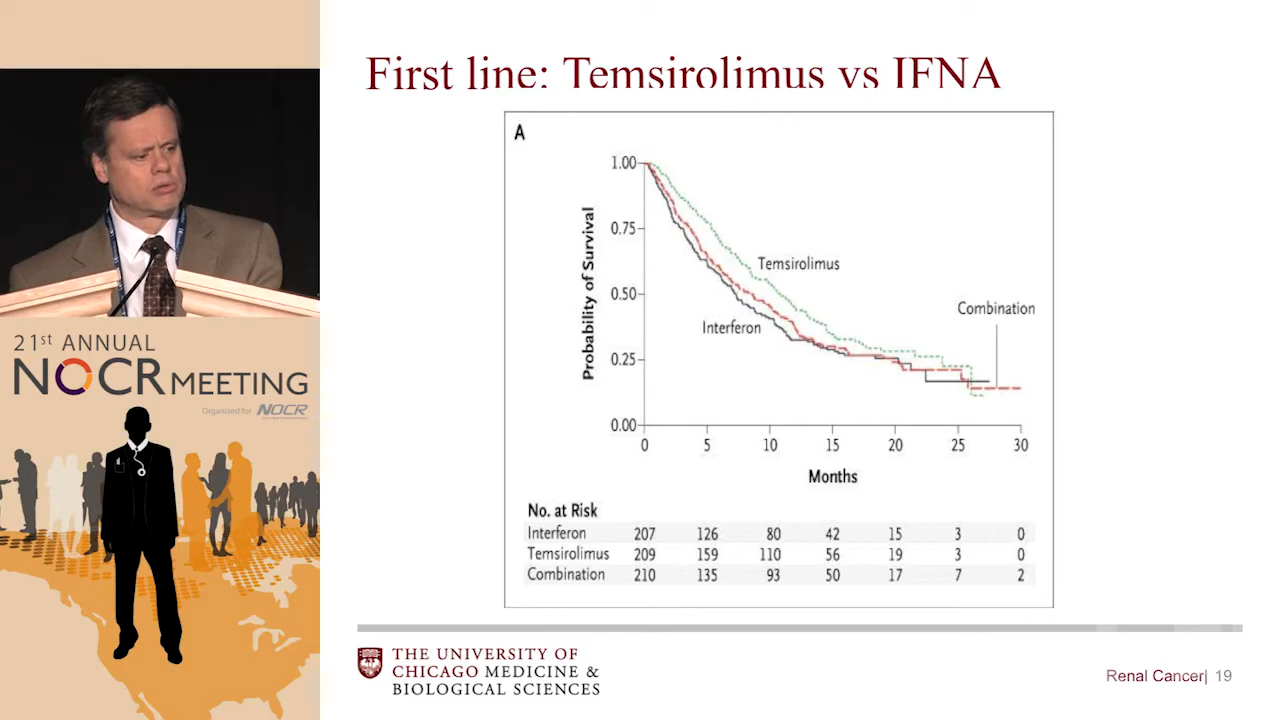 First line: Temsirolimus vs IFNA
A
1.00
0.75
0.50
0.25
0.00
Probability of Survival
Temsirolimus
Interferon
Combination
0 5 10 15 20 25 30
Months
No. at Risk
Interferon 207 126 80 42 15 3 0
Temsirolimus 209 159 110 56 19 3 0
Combination 210 135 93 50 17 7 2
21st ANNUAL
NOCR MEETING
Organized for NOCR
THE UNIVERSITY OF
CHICAGO MEDICINE &
BIOLOGICAL SCIENCES
Renal Cancer| 19